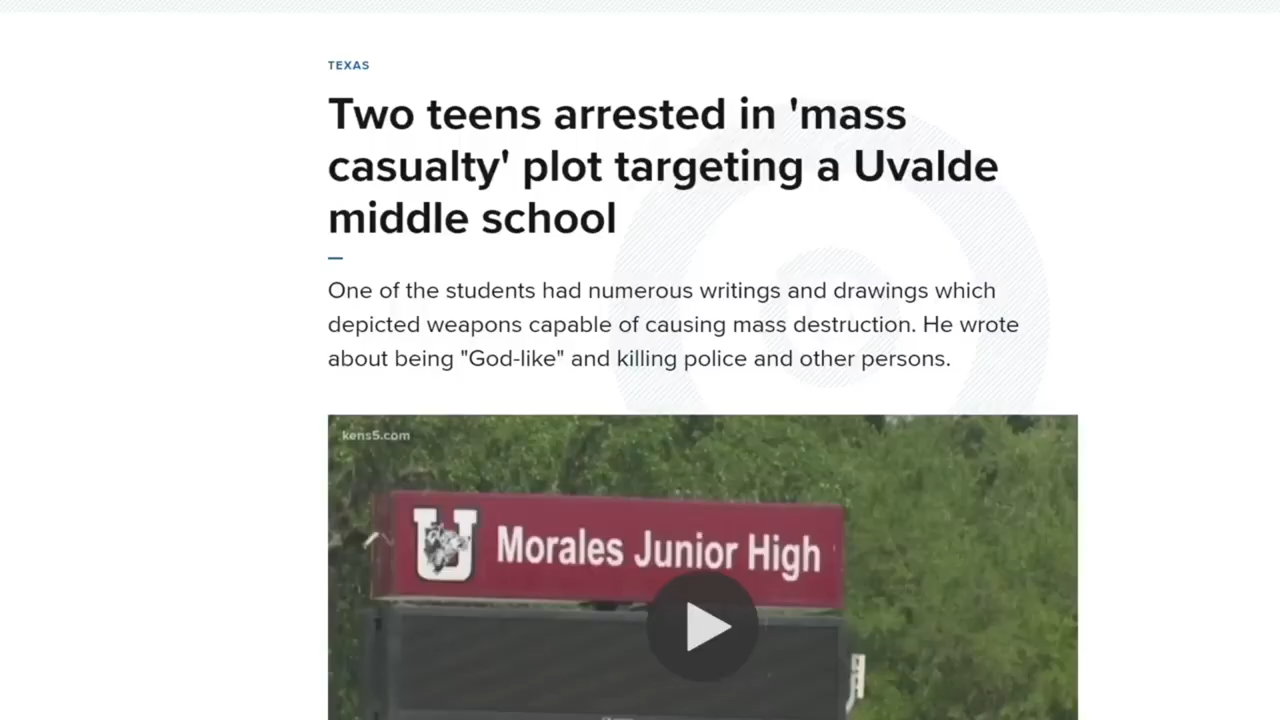 TEXAS
Two teens arrested in 'mass
casualty' plot targeting a Uvalde
middle school
One of the students had numerous writings and drawings which
depicted weapons capable of causing mass destruction. He wrote
about being "God-like" and killing police and other persons.
kens5.com
U Morales Junior High